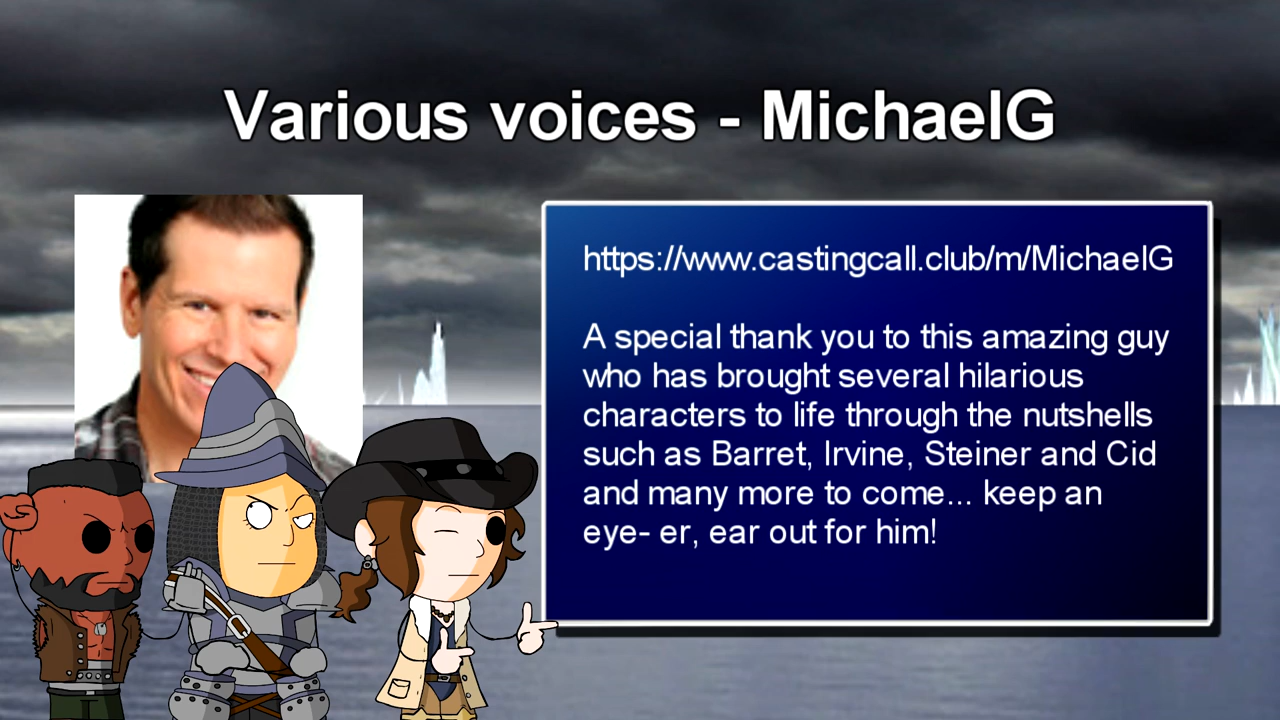 Various voices - MichaelG
https://www.castingcall.club/m/MichaelG
A special thank you to this amazing guy
who has brought several hilarious
characters to life through the nutshells
such as Barret, Irvine, Steiner and Cid
and many more to come... keep an
eye- er, ear out for him!